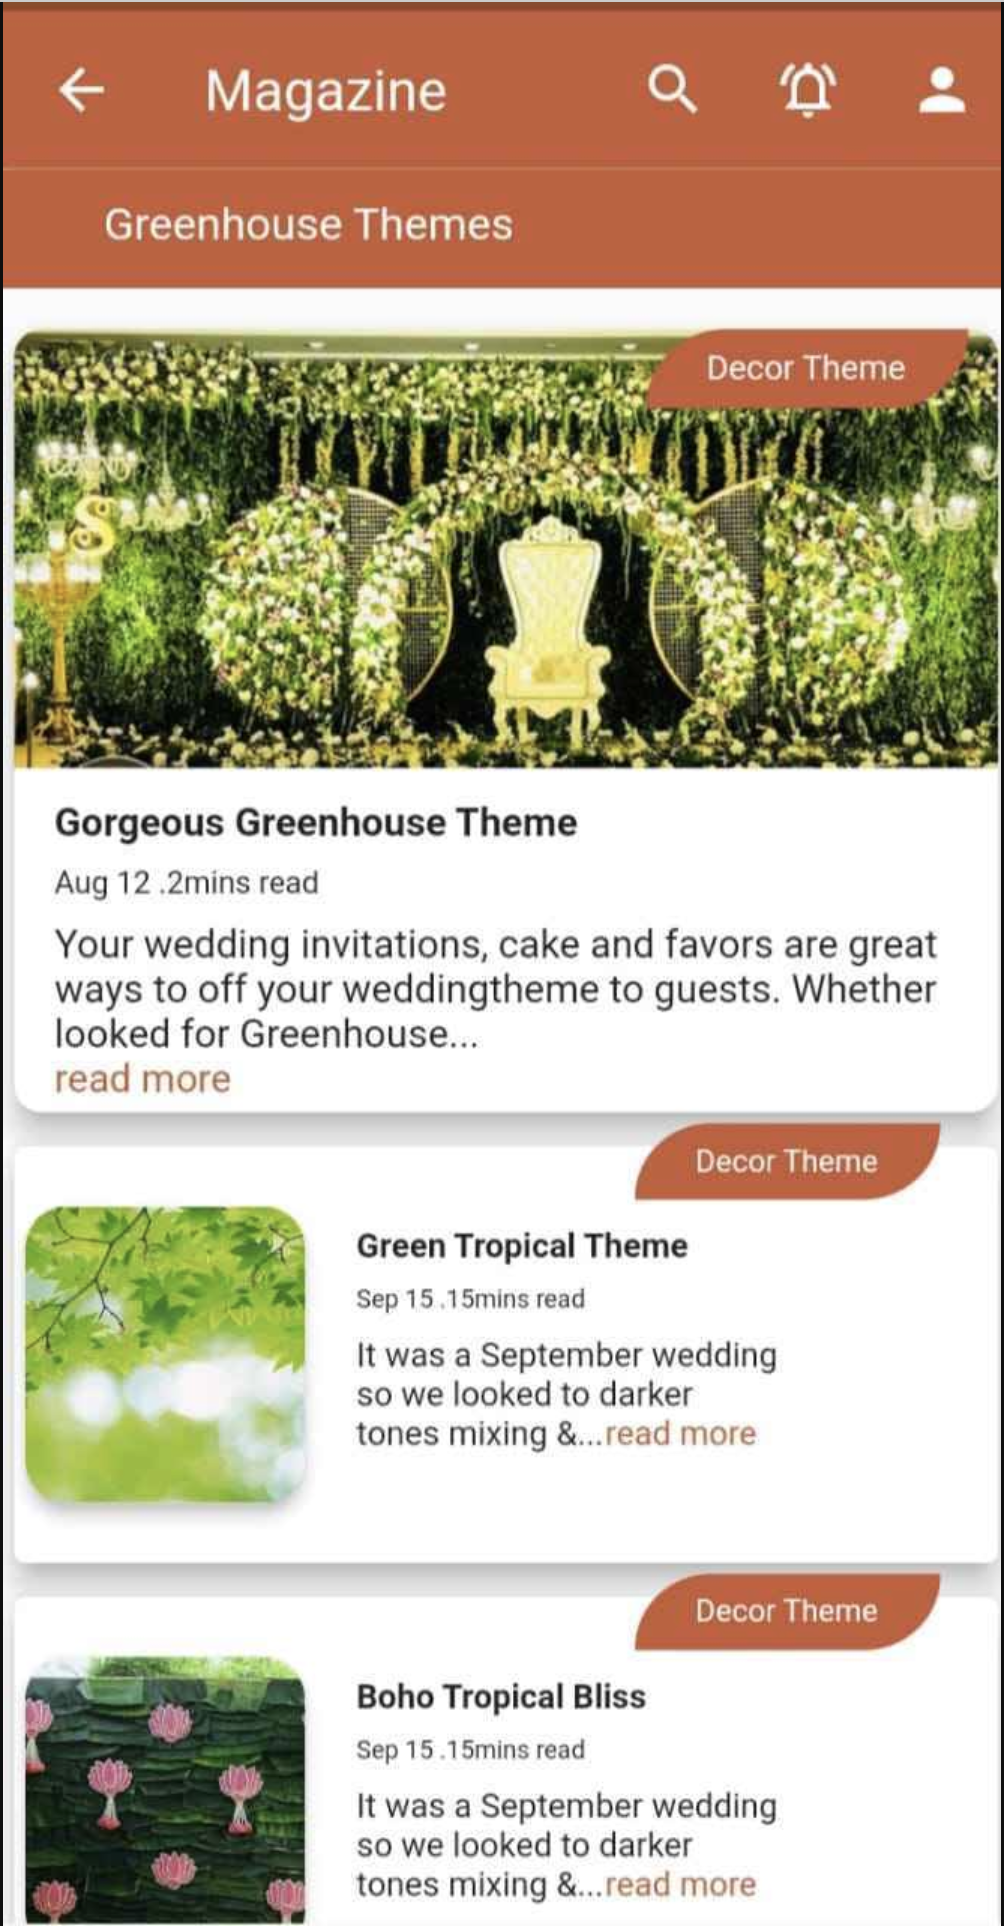 Magazine
Greenhouse Themes
Decor Theme
S
Gorgeous Greenhouse Theme
Aug 12 .2mins read
Your wedding invitations, cake and favors are great
ways to off your weddingtheme to guests. Whether
looked for Greenhouse...
read more
Decor Theme
Green Tropical Theme
Sep 15 .15mins read
It was a September wedding
so we looked to darker
tones mixing &...read more
Decor Theme
Boho Tropical Bliss
Sep 15 .15mins read
It was a September wedding
so we looked to darker
tones mixing &...read more